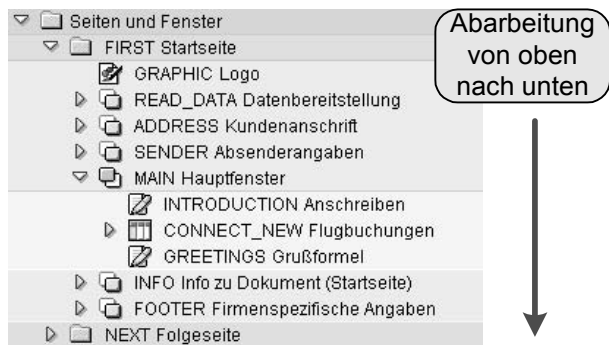 Seiten und Fenster
FIRST Startseite
GRAPHIC Logo
READ_DATA Datenbereitstellung
ADDRESS Kundenanschrift
SENDER Absenderangaben
MAIN Hauptfenster
INTRODUCTION Anschreiben
CONNECT_NEW Flugbuchungen
GREETINGS Grußformel
INFO Info zu Dokument (Startseite)
FOOTER Firmenspezifische Angaben
NEXT Folgeseite
Abarbeitung
von oben
nach unten